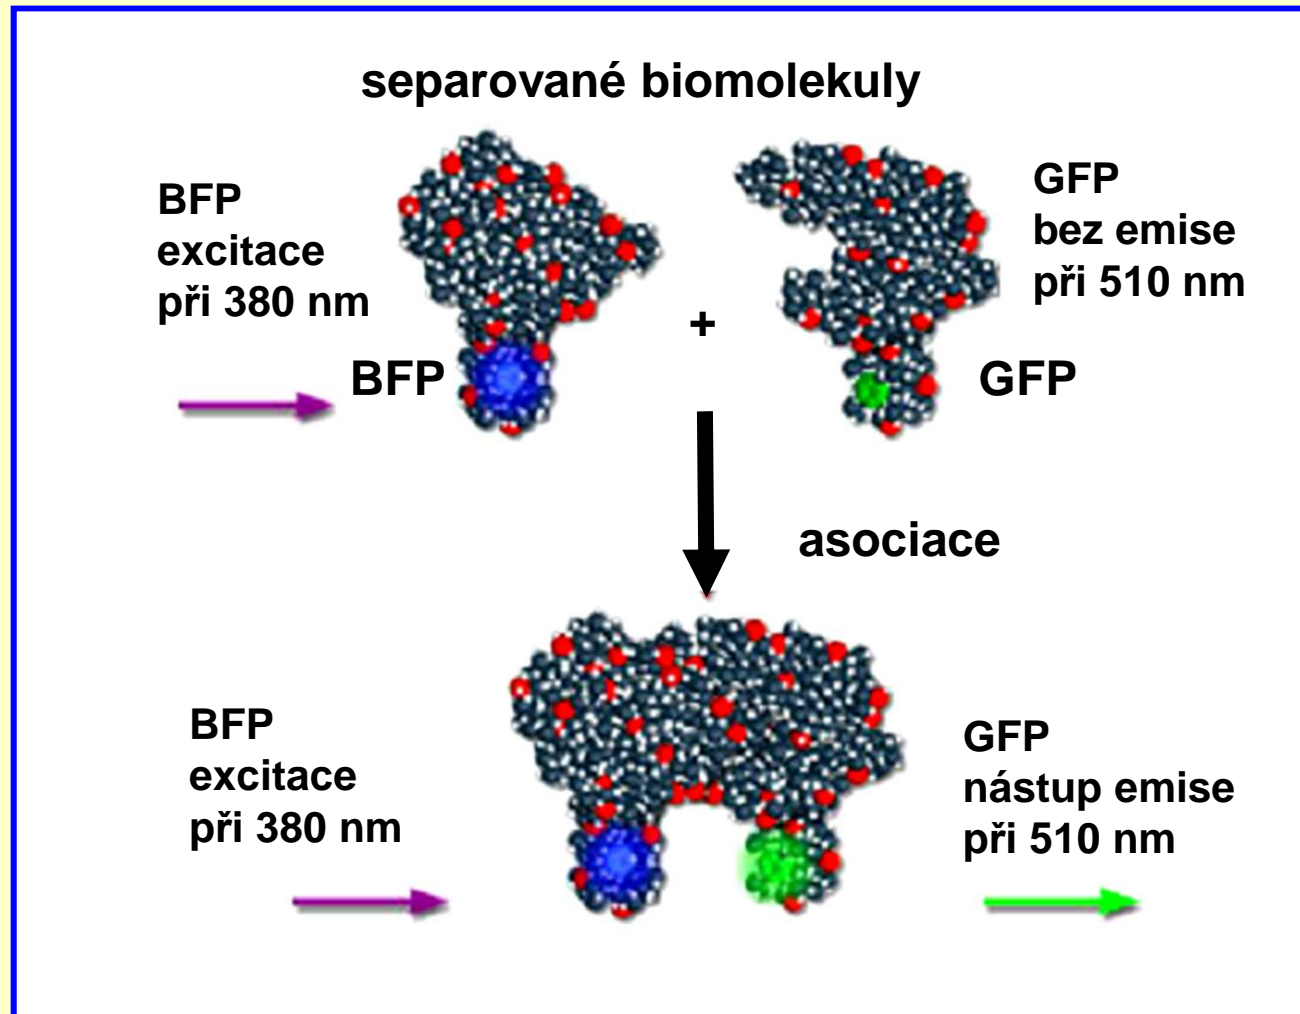 separované biomolekuly
BFP
excitace
při 380 nm
GFP
bez emise
při 510 nm
+
BFP
GFP
asociace
BFP
excitace
při 380 nm
GFP
nástup emise
při 510 nm